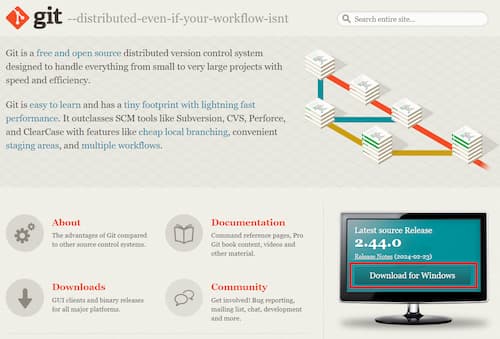 git --distributed-even-if-your-workflow-isnt
Search entire site...
Git is a free and open source distributed version control system
designed to handle everything from small to very large projects with
speed and efficiency.
Git is easy to learn and has a tiny footprint with lightning fast
performance. It outclasses SCM tools like Subversion, CVS, Perforce,
and ClearCase with features like cheap local branching, convenient
staging areas, and multiple workflows.
About
The advantages of Git compared
to other source control systems.
Documentation
Command reference pages, Pro
Git book content, videos and
other material.
Downloads
GUI clients and binary releases
for all major platforms.
Community
Get involved! Bug reporting,
mailing list, chat, development
and more.
Latest source Release
2.44.0
Release Notes (2024-02-23)
Download for Windows